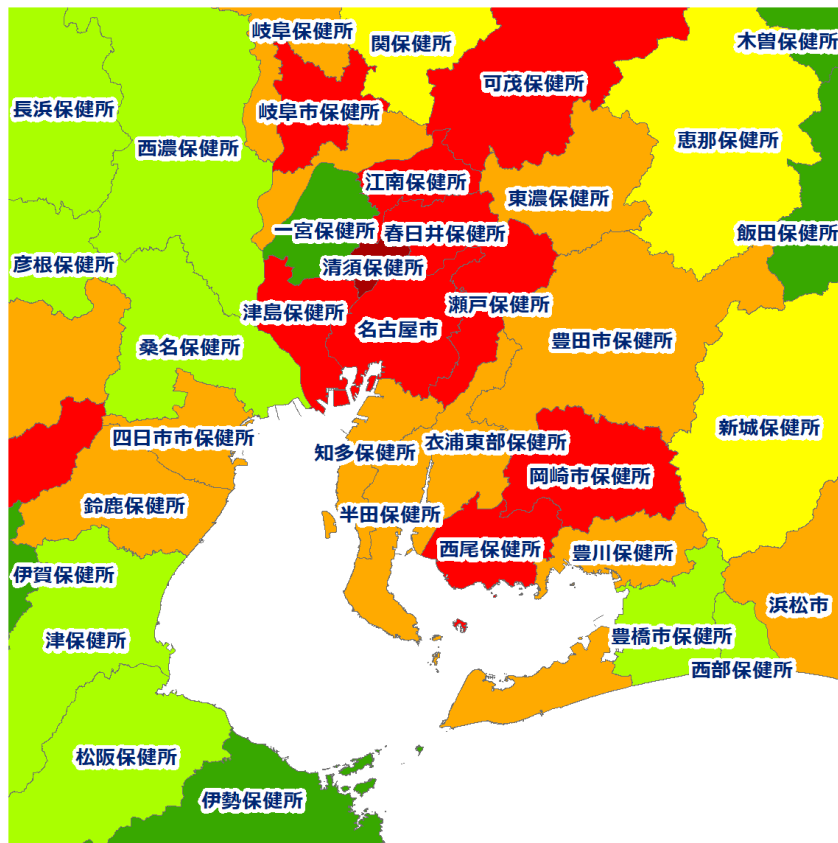 岐阜保健所
関保健所
木曽保健所
可茂保健所
長浜保健所
岐阜市保健所
西濃保健所
恵那保健所
江南保健所
東濃保健所
一宮保健所
春日井保健所
飯田保健所
彦根保健所
清須保健所
津島保健所
瀬戸保健所
名古屋市
桑名保健所
豊田市保健所
新城保健所
四日市市保健所
知多保健所
衣浦東部保健所
岡崎市保健所
鈴鹿保健所
半田保健所
西尾保健所
豊川保健所
伊賀保健所
浜松市
津保健所
豊橋市保健所
西部保健所
松阪保健所
伊勢保健所